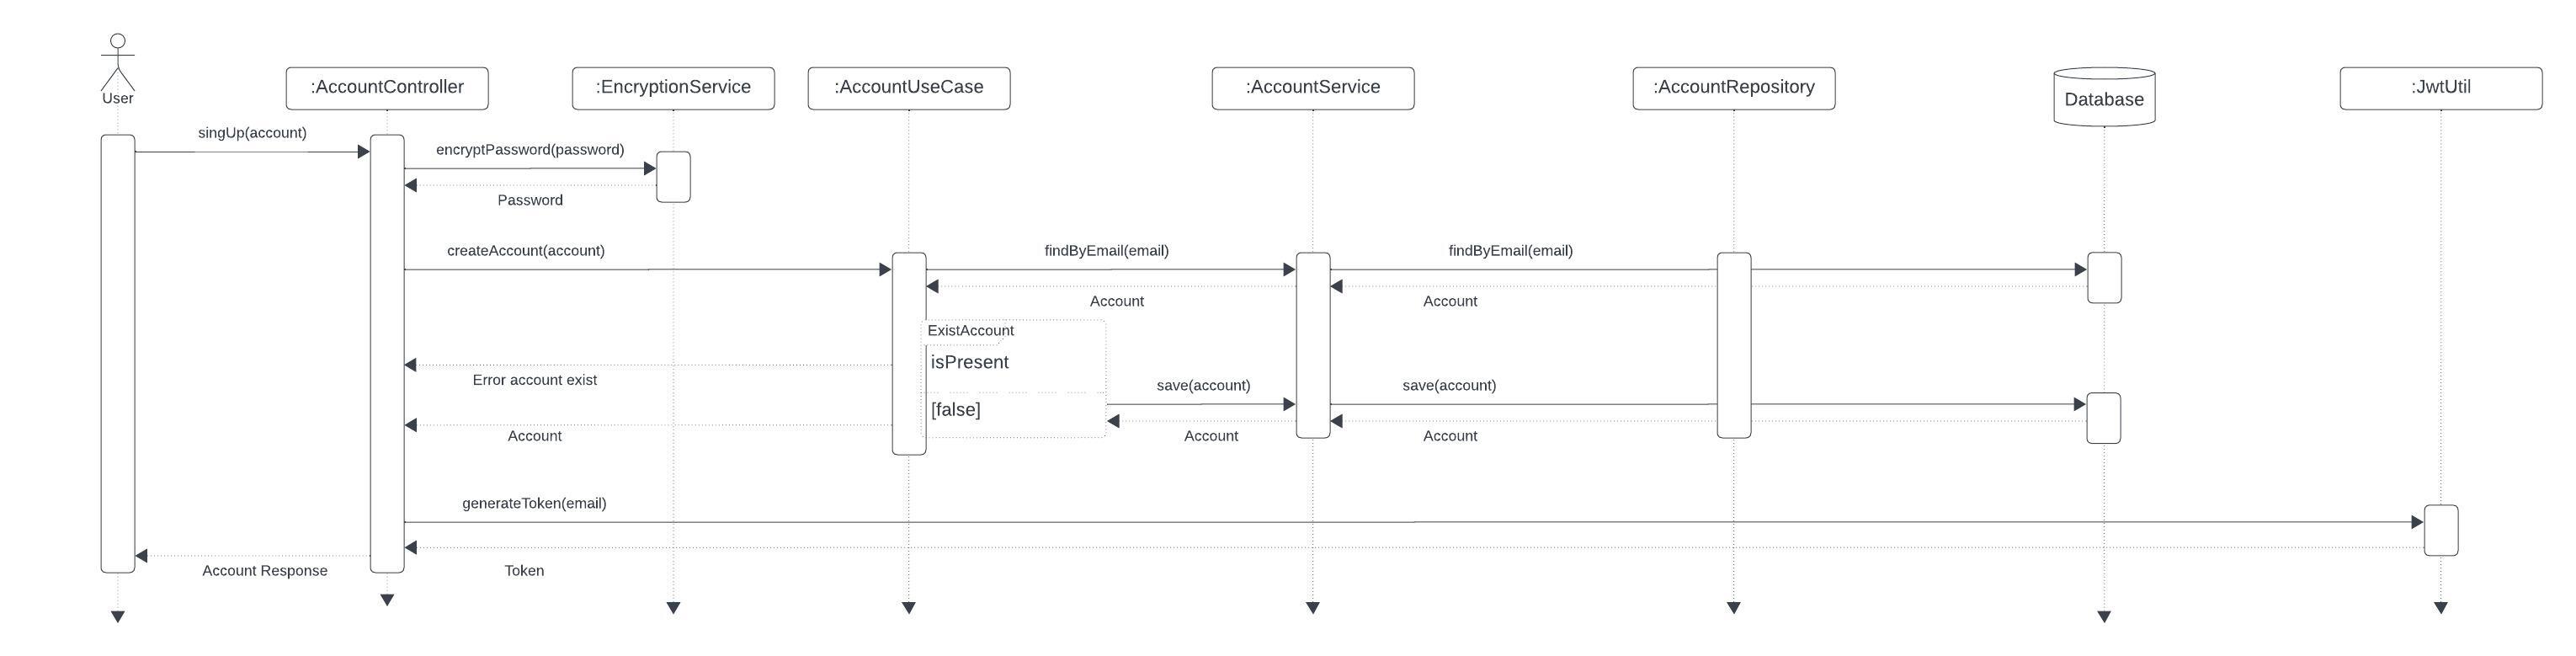 User
:AccountController
:EncryptionService
:AccountUseCase
:AccountService
:AccountRepository
Database
:JwtUtil
singUp(account)
encryptPassword(password)
Password
createAccount(account)
findByEmail(email)
findByEmail(email)
Account
Account
ExistAccount
isPresent
Error account exist
save(account)
save(account)
[false]
Account
Account
Account
generateToken(email)
Account Response
Token